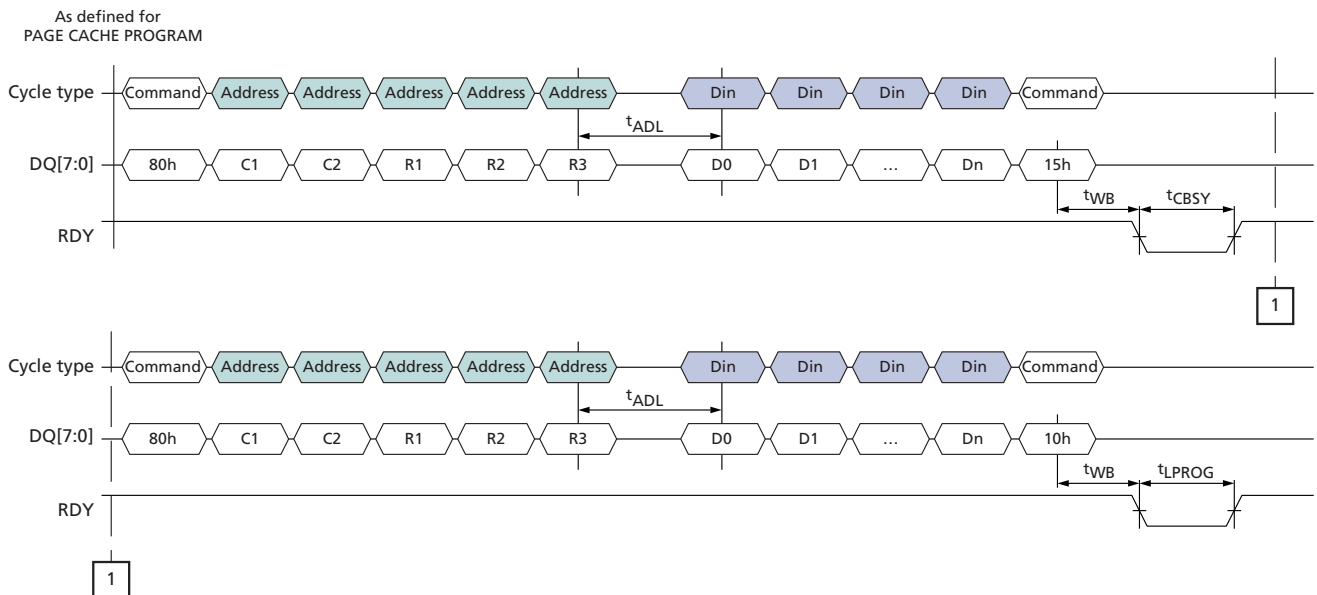 As defined for
PAGE CACHE PROGRAM
Cycle type Command Address Address Address Address Address Din Din Din Din Command
tADL
DQ[7:0] 80h C1 C2 R1 R2 R3 D0 D1 … Dn 15h
tWB tCBSY
RDY
1
Cycle type Command Address Address Address Address Address Din Din Din Din Command
tADL
DQ[7:0] 80h C1 C2 R1 R2 R3 D0 D1 … Dn 10h
tWB tLPROG
RDY
1